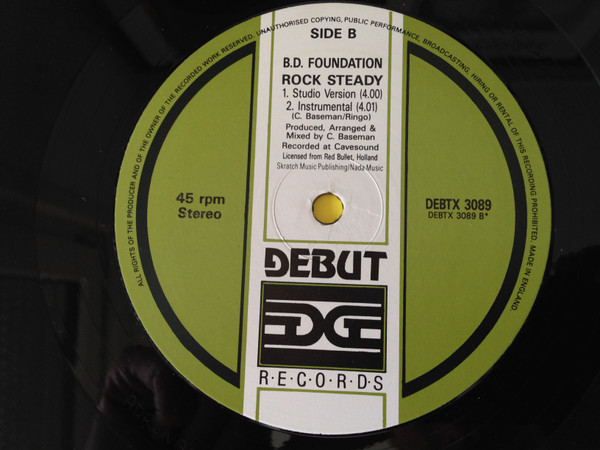 ALL RIGHTS OF THE PRODUCER AND OF THE OWNER OF THE RECORDED WORK RESERVED. UNAUTHORISED COPYING, PUBLIC PERFORMANCE, BROADCASTING, HIRING OR RENTAL OF THIS RECORDING PROHIBITED. MADE IN ENGLAND.
SIDE B
B.D. FOUNDATION
ROCK STEADY
1. Studio Version (4.00)
2. Instrumental (4.01)
(C. Baseman/Ringo)
Produced, Arranged &
Mixed by C. Baseman
Recorded at Cavesound
Licensed from Red Bullet, Holland
Skratch Music Publishing/Nada Music
45 rpm
Stereo
DEBTX 3089
DEBTX 3089 B*
DEBUT
R·E·C·O·R·D·S